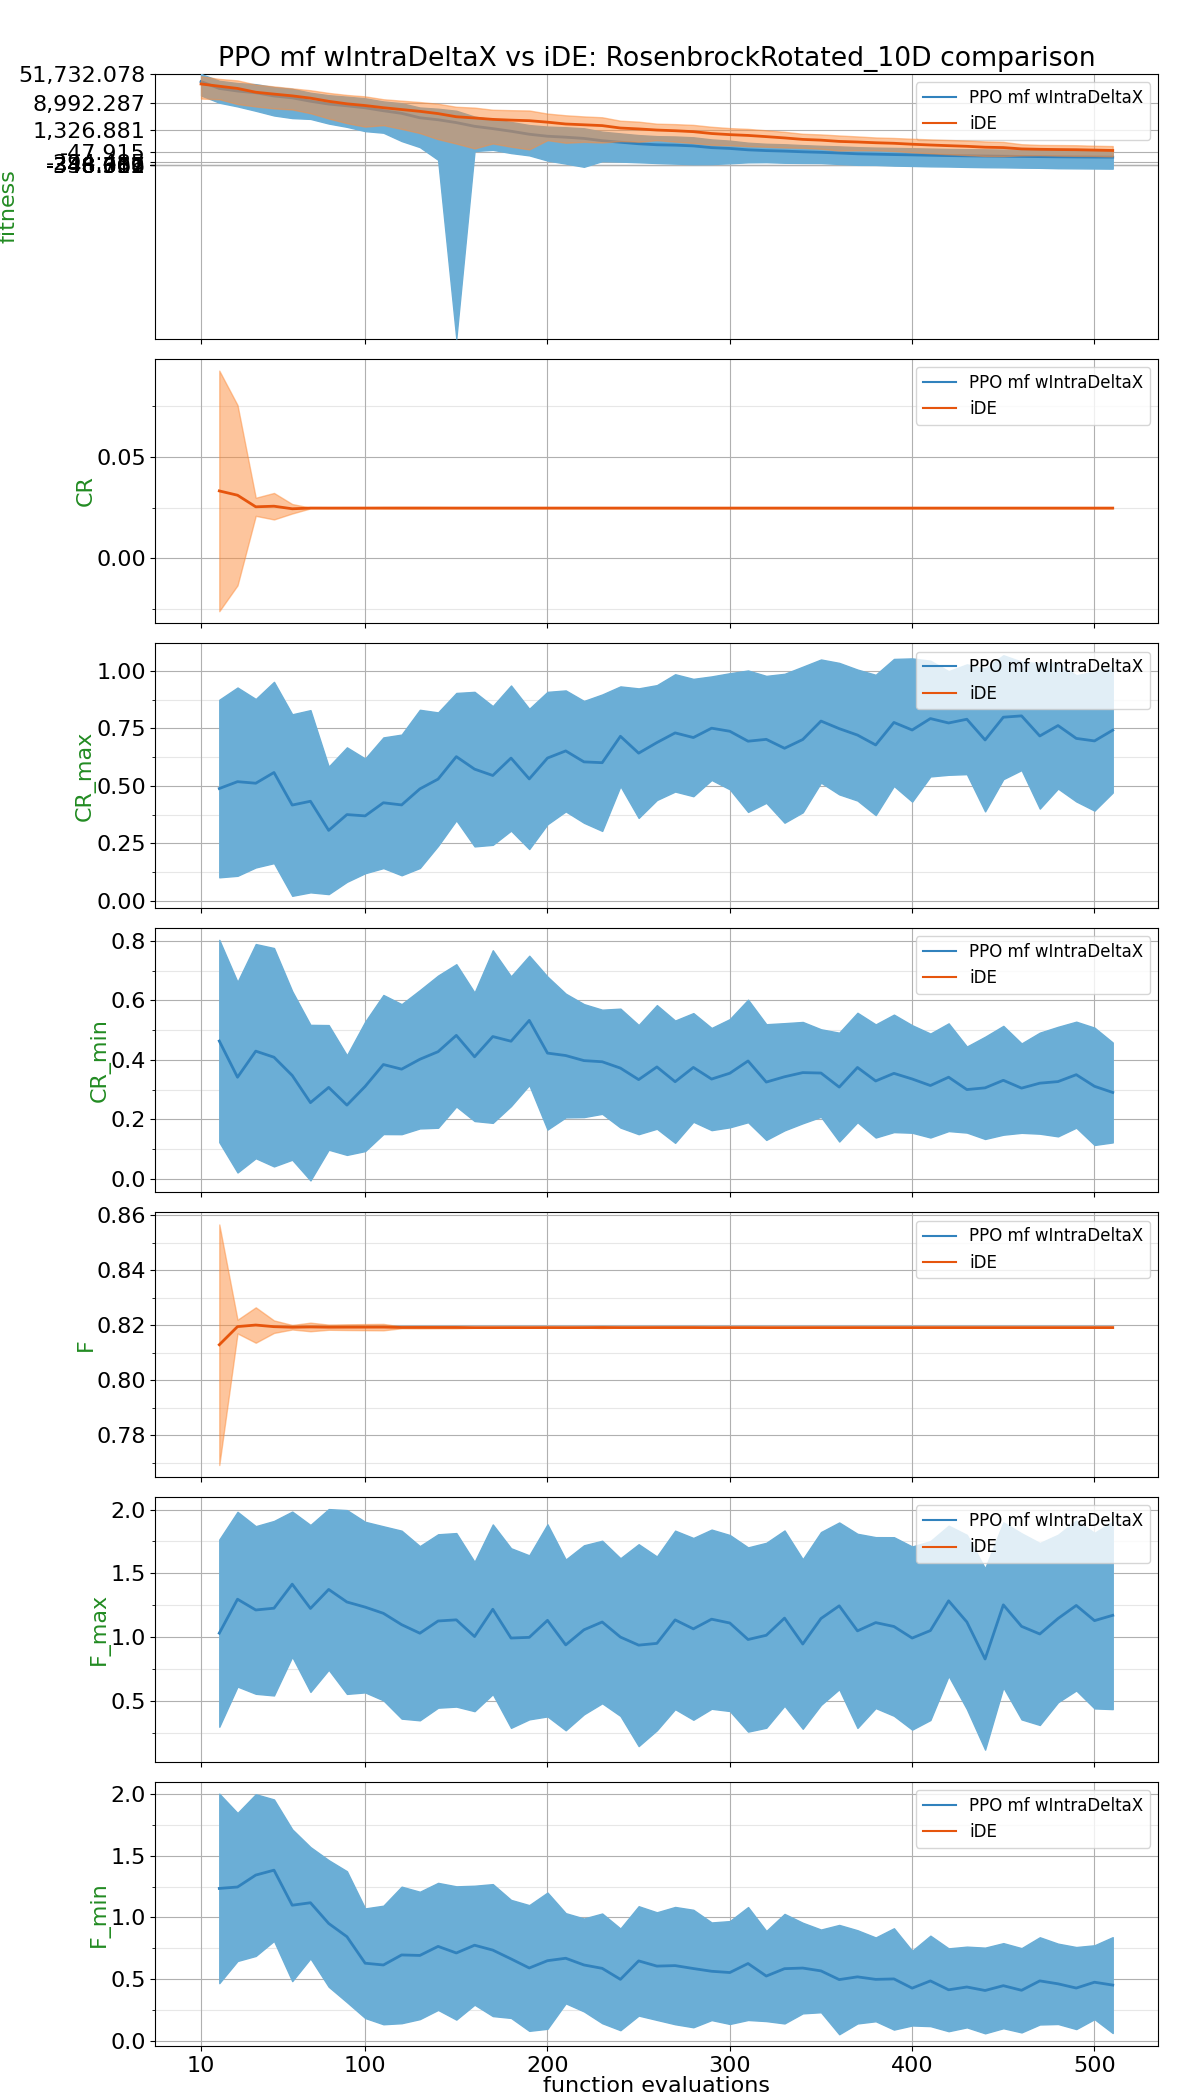 PPO mf wIntraDeltaX vs iDE: RosenbrockRotated_10D comparison
51,732.078
8,992.287
1,326.881
-47.915
fitness
PPO mf wIntraDeltaX
iDE
0.05
0.00
CR
PPO mf wIntraDeltaX
iDE
1.00
0.75
0.50
0.25
0.00
CR_max
PPO mf wIntraDeltaX
iDE
0.8
0.6
0.4
0.2
0.0
CR_min
PPO mf wIntraDeltaX
iDE
0.86
0.84
0.82
0.80
0.78
F
PPO mf wIntraDeltaX
iDE
2.0
1.5
1.0
0.5
F_max
PPO mf wIntraDeltaX
iDE
2.0
1.5
1.0
0.5
0.0
F_min
PPO mf wIntraDeltaX
iDE
10 100 200 300 400 500
function evaluations